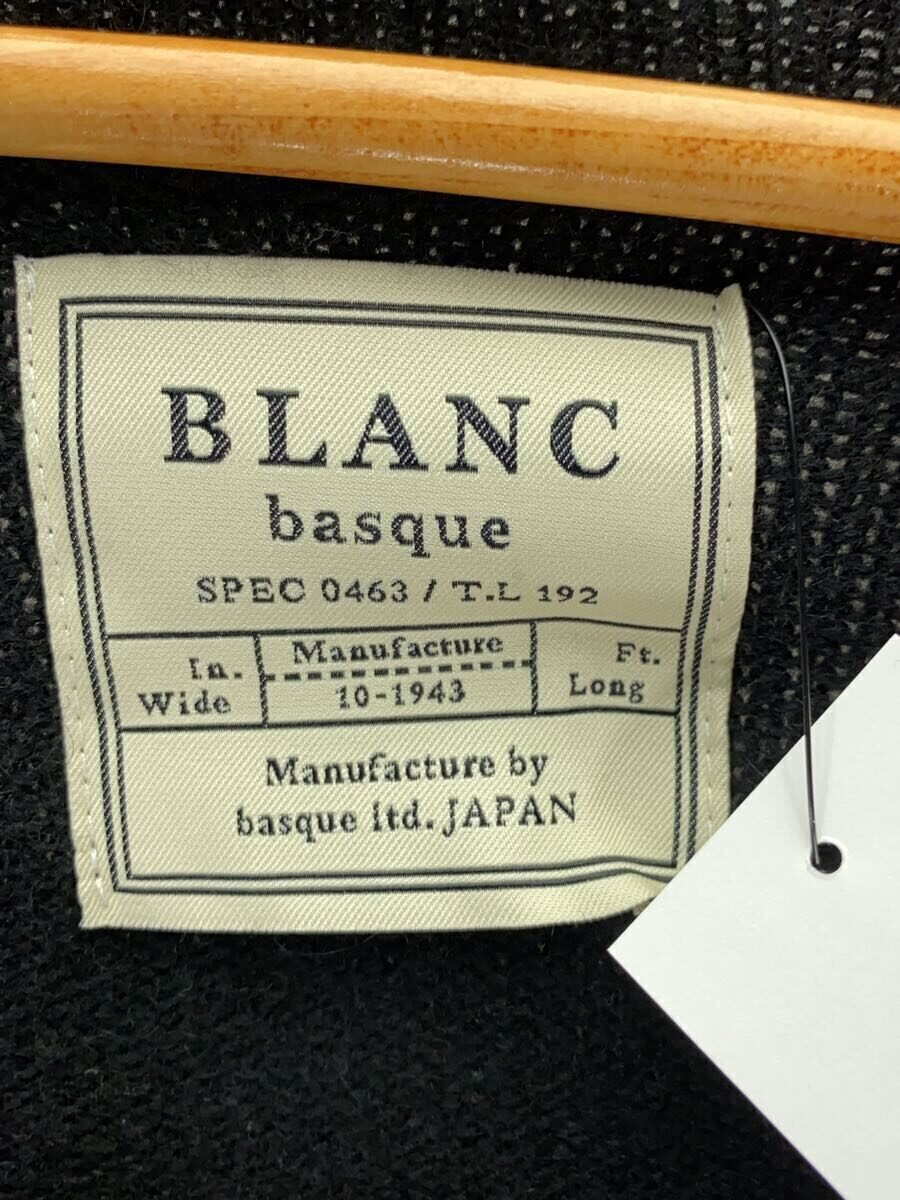 BLANC
basque
SPEC 0463 / T.L 192
In.
Wide
Manufacture
10-1943
Ft.
Long
Manufacture by
basque ltd. JAPAN